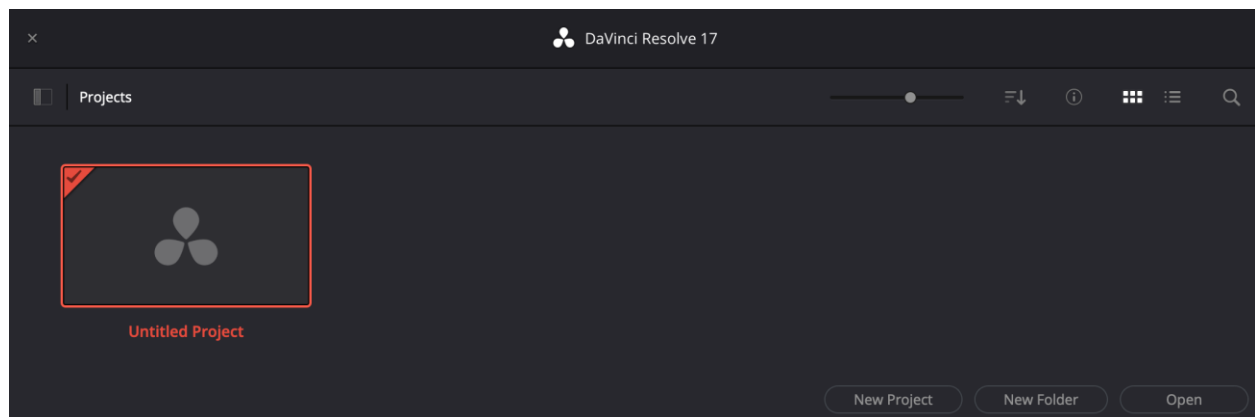 DaVinci Resolve 17
Projects
Untitled Project
New Project New Folder Open